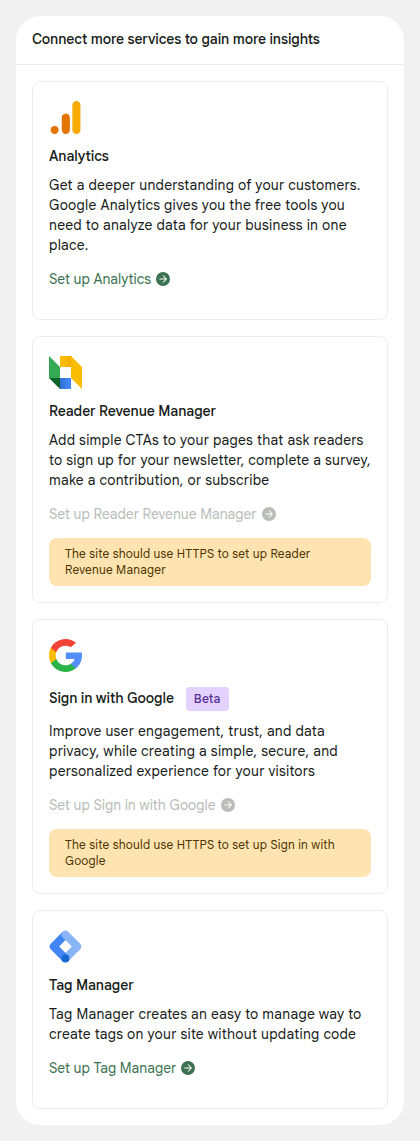 Connect more services to gain more insights
Analytics
Get a deeper understanding of your customers.
Google Analytics gives you the free tools you
need to analyze data for your business in one
place.
Set up Analytics
Reader Revenue Manager
Add simple CTAs to your pages that ask readers
to sign up for your newsletter, complete a survey,
make a contribution, or subscribe
Set up Reader Revenue Manager
The site should use HTTPS to set up Reader
Revenue Manager
Sign in with Google Beta
Improve user engagement, trust, and data
privacy, while creating a simple, secure, and
personalized experience for your visitors
Set up Sign in with Google
The site should use HTTPS to set up Sign in with
Google
Tag Manager
Tag Manager creates an easy to manage way to
create tags on your site without updating code
Set up Tag Manager